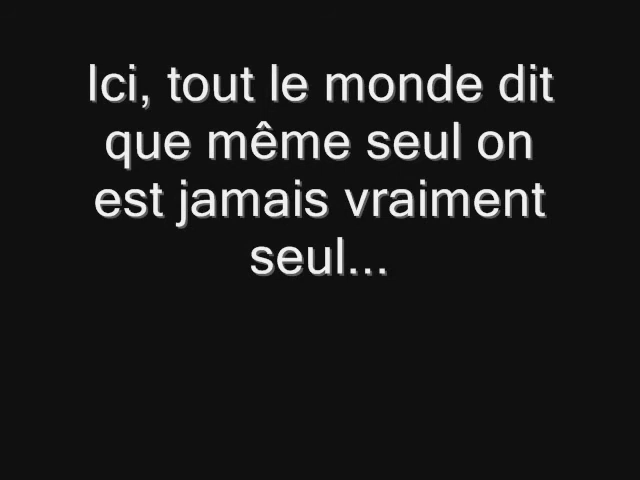 Ici, tout le monde dit
que même seul on
est jamais vraiment
seul...